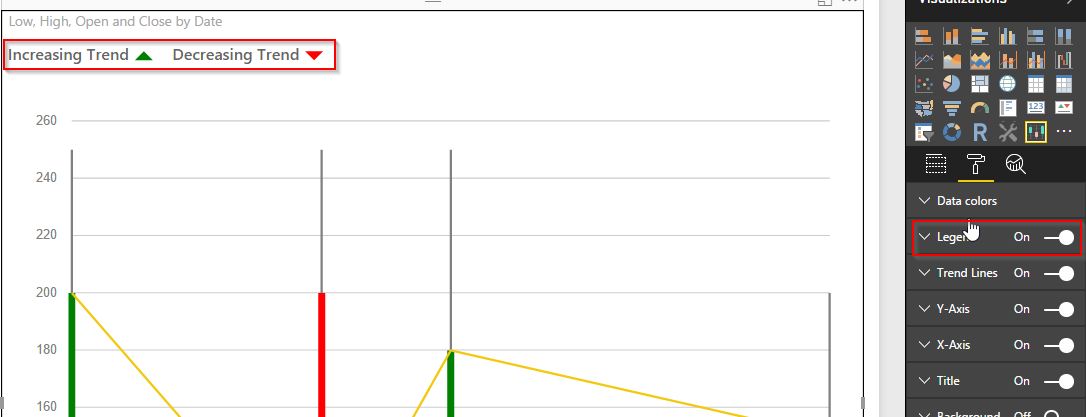 Visualizations
Low, High, Open and Close by Date
Increasing Trend
Decreasing Trend
260
240
220
200
180
160
123
R
Data colors
Legend On
Trend Lines On
Y-Axis On
X-Axis On
Title On
Background Off